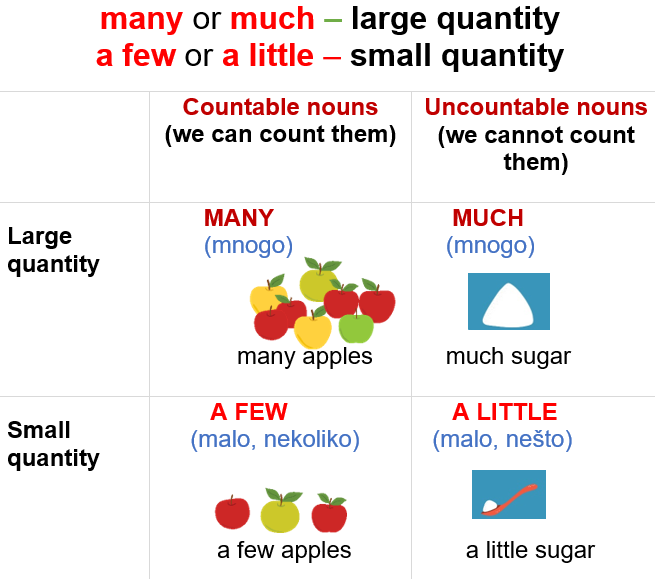 many or much – large quantity
a few or a little – small quantity
Countable nouns
(we can count them)
Uncountable nouns
(we cannot count
them)
Large
quantity
MANY
(mnogo)
many apples
MUCH
(mnogo)
much sugar
Small
quantity
A FEW
(malo, nekoliko)
a few apples
A LITTLE
(malo, nešto)
a little sugar